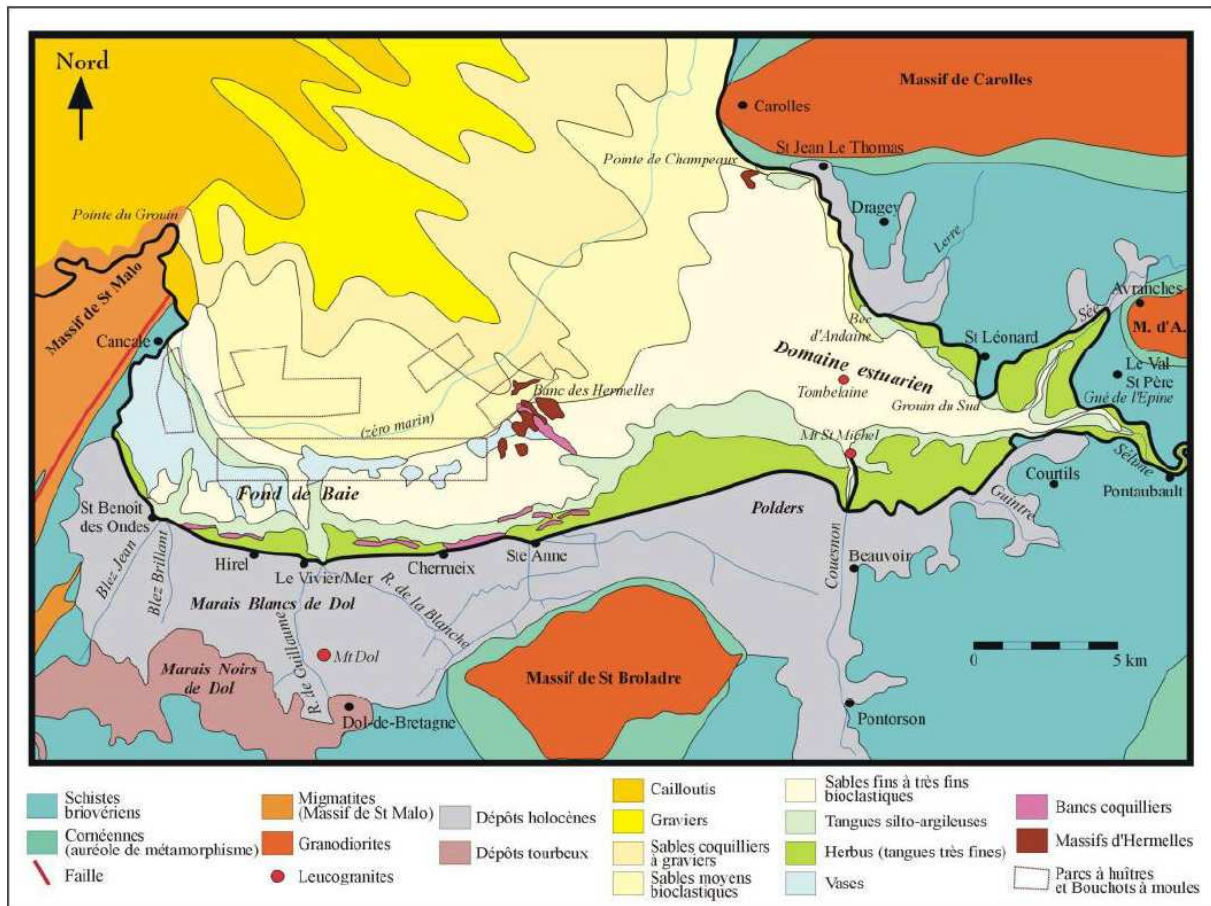 Nord
Massif de Carolles
Carolles
St Jean Le Thomas
Pointe de Champeaux
Dragey
Lerre
Pointe du Grouin
Massif de St Malo
Avranches
Sée
M. d'A.
Bec
d'Andaine
St Léonard
Cancale
Domaine estuarien
Le Val
St Père
Banc des Hermelles
Tombelaine
Grouin du Sud
Gué de l'Epine
(zéro marin)
Mt St Michel
Sélune
Fond de Baie
Courtils
Pontaubault
St Benoît
des Ondes
Polders
Guintre
Blez Jean
Blez Brillant
Hirel
Le Vivier/Mer
Cherrueix
Ste Anne
Couesnon
Beauvoir
Marais Blancs de Dol
R. de la Blanche
R. de Guillaume
Mt Dol
Marais Noirs
de Dol
Massif de St Broladre
0 5 km
Dol-de-Bretagne
Pontorson
Schistes
briovériens
Cornéennes
(auréole de métamorphisme)
Faille
Migmatites
(Massif de St Malo)
Granodiorites
Leucogranites
Dépôts holocènes
Dépôts tourbeux
Cailloutis
Graviers
Sables coquilliers
à graviers
Sables moyens
bioclastiques
Sables fins à très fins
bioclastiques
Tangues silto-argileuses
Herbus (tangues très fines)
Vases
Bancs coquilliers
Massifs d'Hermelles
Parcs à huîtres
et Bouchots à moules